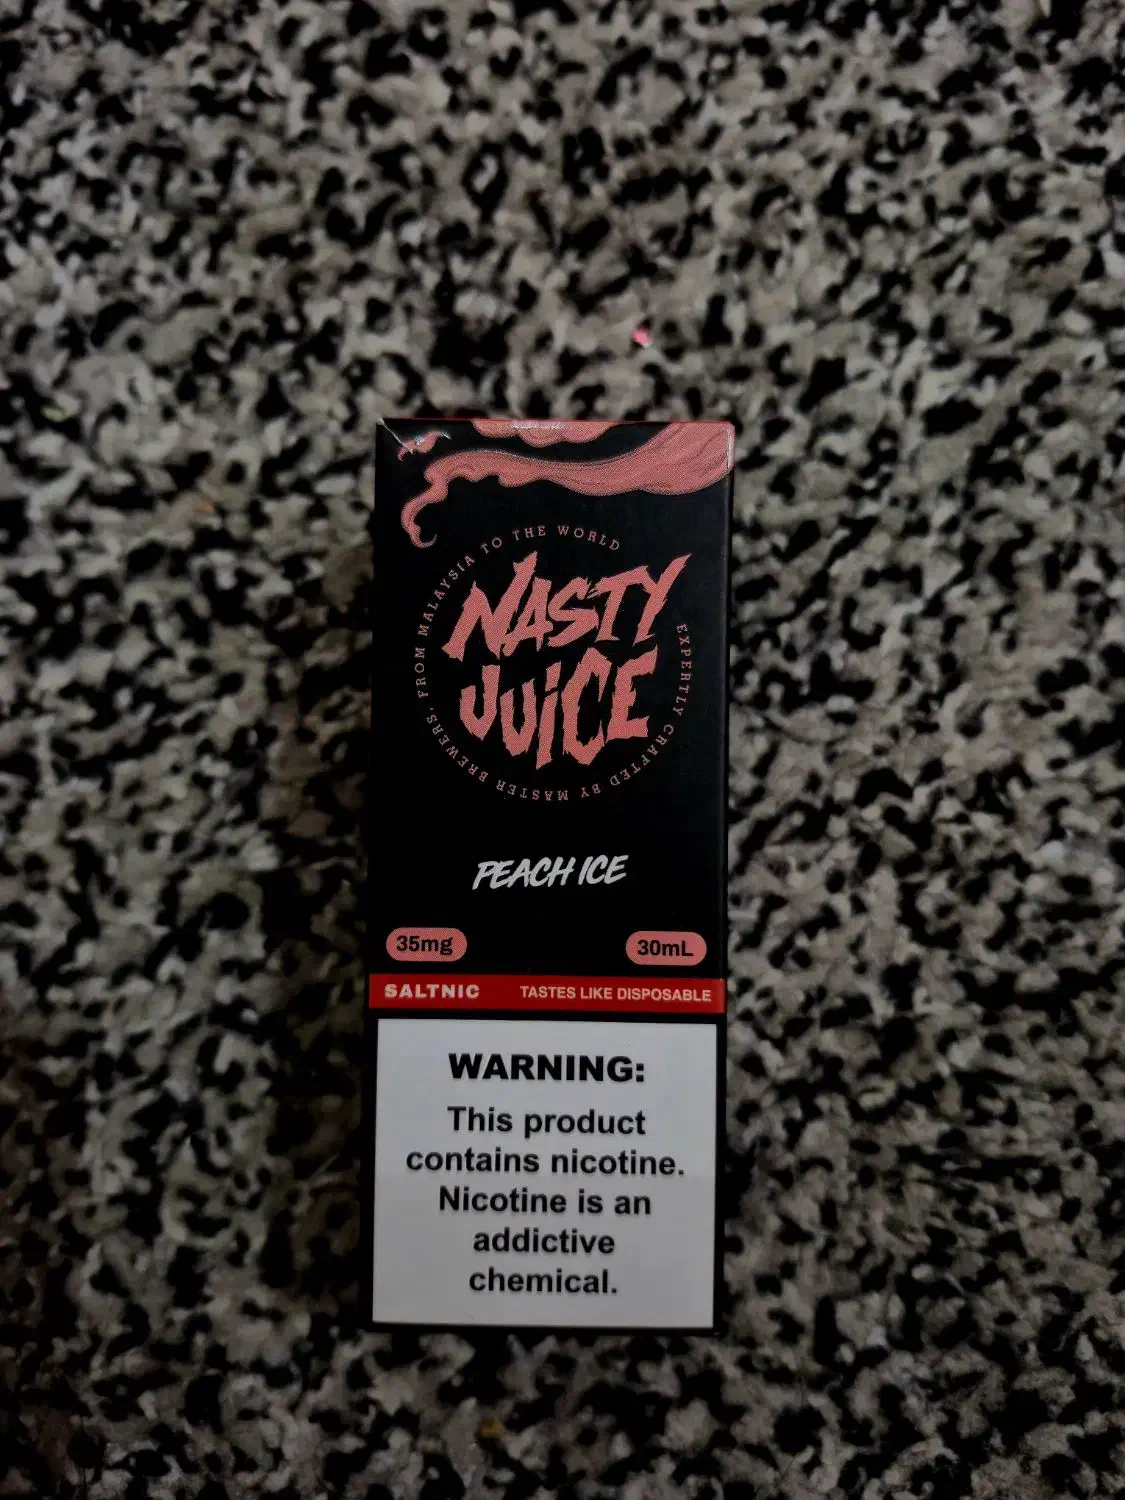 FROM MALAYSIA TO THE WORLD
EXPERTLY CRAFTED BY MASTER BREWERS.
NASTY
JUICE
PEACH ICE
35mg 30mL
SALTNIC TASTES LIKE DISPOSABLE
WARNING:
This product
contains nicotine.
Nicotine is an
addictive
chemical.